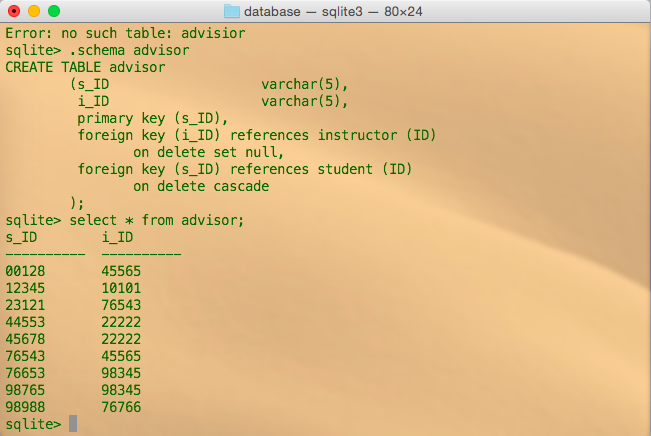 database — sqlite3 — 80×24
Error: no such table: advisior
sqlite> .schema advisor
CREATE TABLE advisor
        (s_ID                   varchar(5),
         i_ID                   varchar(5),
         primary key (s_ID),
         foreign key (i_ID) references instructor (ID)
                on delete set null,
         foreign key (s_ID) references student (ID)
                on delete cascade
        );
sqlite> select * from advisor;
s_ID        i_ID
----------  ----------
00128       45565
12345       10101
23121       76543
44553       22222
45678       22222
76543       45565
76653       98345
98765       98345
98988       76766
sqlite>